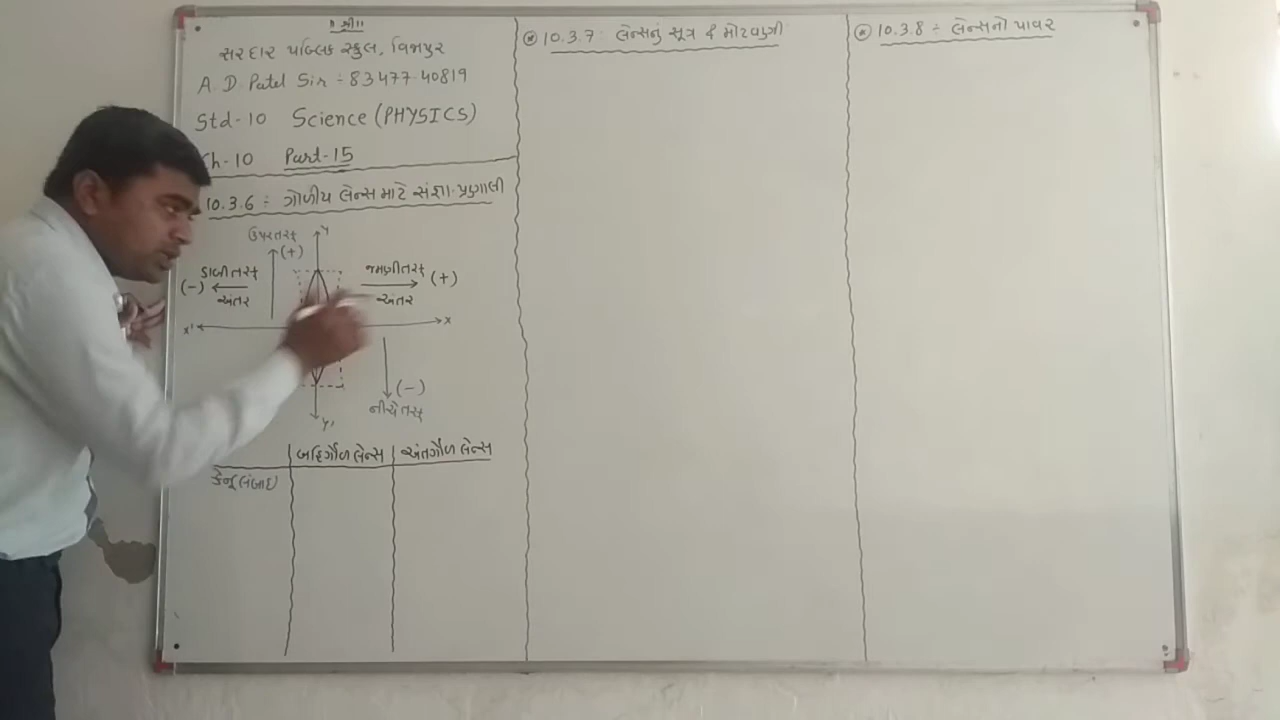 ॥ श्री ॥
સરદાર પબ્લિક સ્કુલ, વિજાપુર
A. D. Patel Sir :- 83477 40819
Std-10 Science (PHYSICS)
Ch-10 Part-15
10.3.6 :- ગોળીય લેન્સ માટે સંજ્ઞા પ્રણાલી
ઉપરતરફ
(+)
Y
ડાબીતરફ
(-)
અંતર
જમણીતરફ
(+)
અંતર
X'
X
(-)
નીચેતરફ
Y'
બહિર્ગોળ લેન્સ
અંતર્ગોળ લેન્સ
કેન્દ્રલંબાઇ
10.3.7 : લેન્સનું સૂત્ર & મોટવણી
10.3.8 :- લેન્સનો પાવર